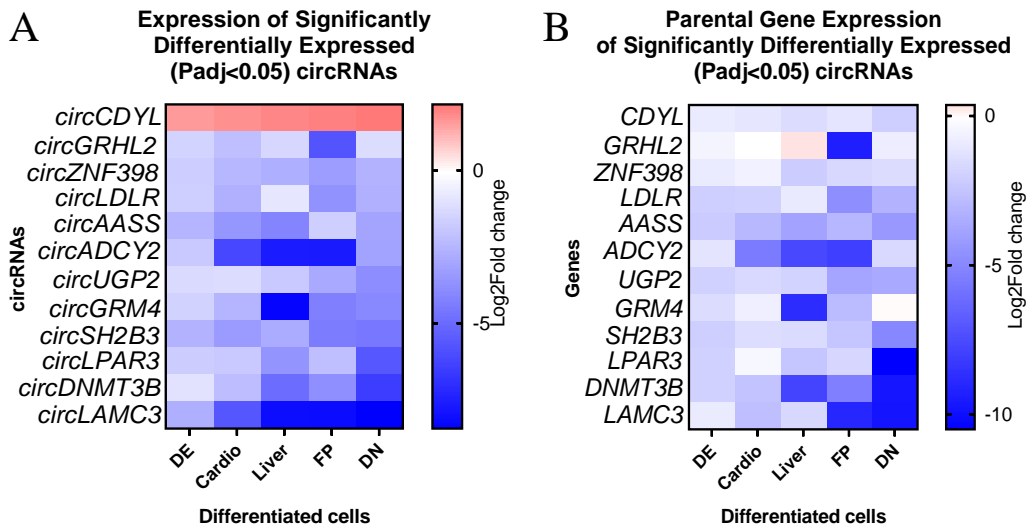 A
Expression of Significantly
Differentially Expressed
(Padj<0.05) circRNAs
circRNAs
circCDYL
circGRHL2
circZNF398
circLDLR
circAASS
circADCY2
circUGP2
circGRM4
circSH2B3
circLPAR3
circDNMT3B
circLAMC3
DE
Cardio
Liver
FP
DN
Differentiated cells
0
-5
Log2Fold change
B
Parental Gene Expression
of Significantly Differentially Expressed
(Padj<0.05) circRNAs
Genes
CDYL
GRHL2
ZNF398
LDLR
AASS
ADCY2
UGP2
GRM4
SH2B3
LPAR3
DNMT3B
LAMC3
DE
Cardio
Liver
FP
DN
Differentiated cells
0
-5
-10
Log2Fold change